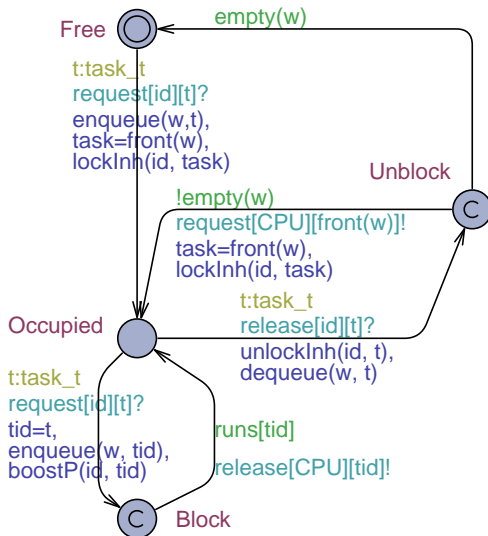 empty(w)
Free
t:task_t
request[id][t]?
enqueue(w,t),
task=front(w),
lockInh(id, task)
Unblock
!empty(w)
request[CPU][front(w)]!
task=front(w),
lockInh(id, task)
C
t:task_t
release[id][t]?
unlockInh(id, t),
dequeue(w, t)
Occupied
t:task_t
request[id][t]?
tid=t,
enqueue(w, tid),
boostP(id, tid)
runs[tid]
release[CPU][tid]!
C
Block